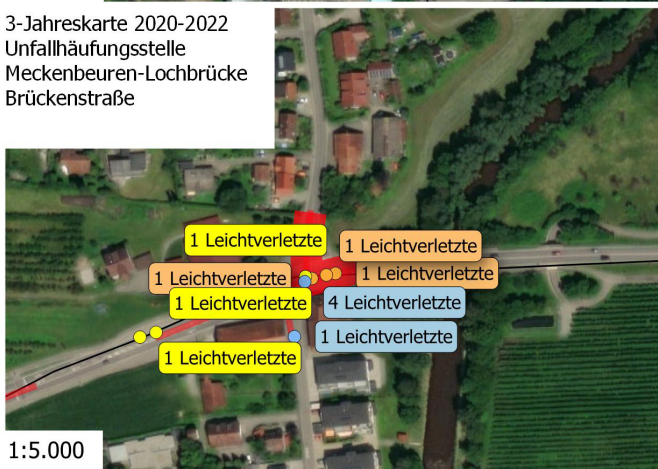 3-Jahreskarte 2020-2022
Unfallhäufungsstelle
Meckenbeuren-Lochbrücke
Brückenstraße
1 Leichtverletzte
1 Leichtverletzte
1 Leichtverletzte
1 Leichtverletzte
1 Leichtverletzte
4 Leichtverletzte
1 Leichtverletzte
1 Leichtverletzte
1:5.000